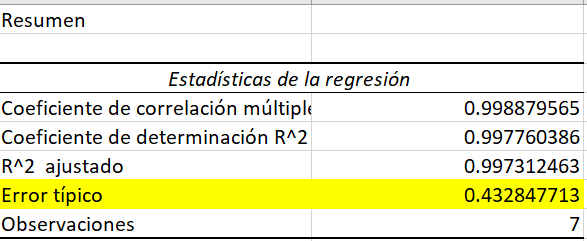 Resumen
Estadísticas de la regresión
Coeficiente de correlación múltiple 0.998879565
Coeficiente de determinación R^2 0.997760386
R^2 ajustado 0.997312463
Error típico 0.432847713
Observaciones 7